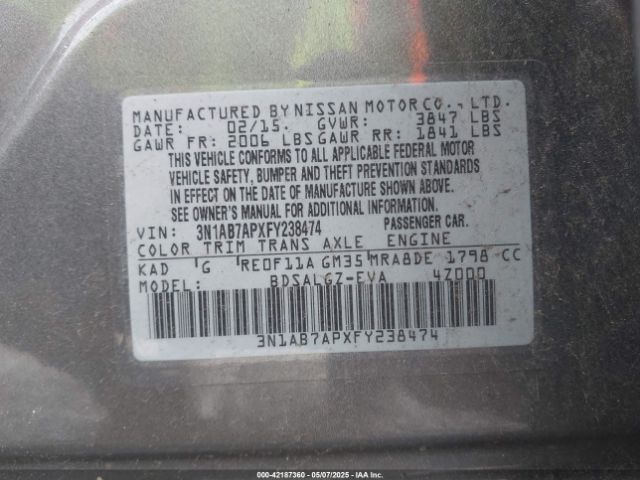 MANUFACTURED BY NISSAN MOTOR CO., LTD.
DATE: 02/15. GVWR: 3847 LBS
GAWR FR: 2006 LBS GAWR RR: 1841 LBS
THIS VEHICLE CONFORMS TO ALL APPLICABLE FEDERAL MOTOR
VEHICLE SAFETY, BUMPER AND THEFT PREVENTION STANDARDS
IN EFFECT ON THE DATE OF MANUFACTURE SHOWN ABOVE.
SEE OWNER'S MANUAL FOR ADDITIONAL INFORMATION.
VIN: 3N1AB7APXFY238474 PASSENGER CAR.
COLOR TRIM TRANS AXLE ENGINE
KAD G RE0F11A GM35 MRA8DE 1798 CC
MODEL: BDSALGZ-EVA 4Z000
3N1AB7APXFY238474
000-42187360 - 05/07/2025 - IAAI.COM